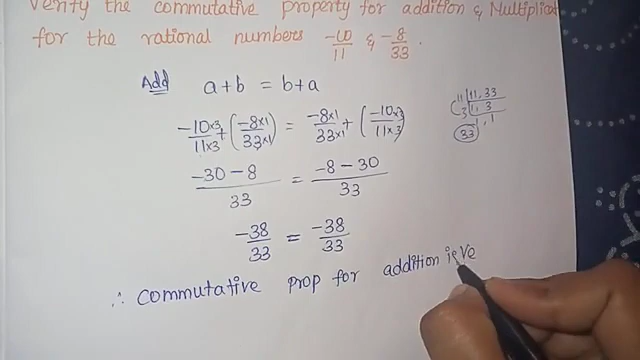 Verify the commutative property for addition & Multiplicat
for the rational numbers -10/11 & -8/33.
Add a+b = b+a
-10×3/11×3 + (-8×1/33×1) = -8×1/33×1 + (-10×3/11×3)
11 | 11, 33
3 | 1, 3
1, 1
33
-30-8/33 = -8-30/33
-38/33 = -38/33
∴ commutative prop for addition is ve